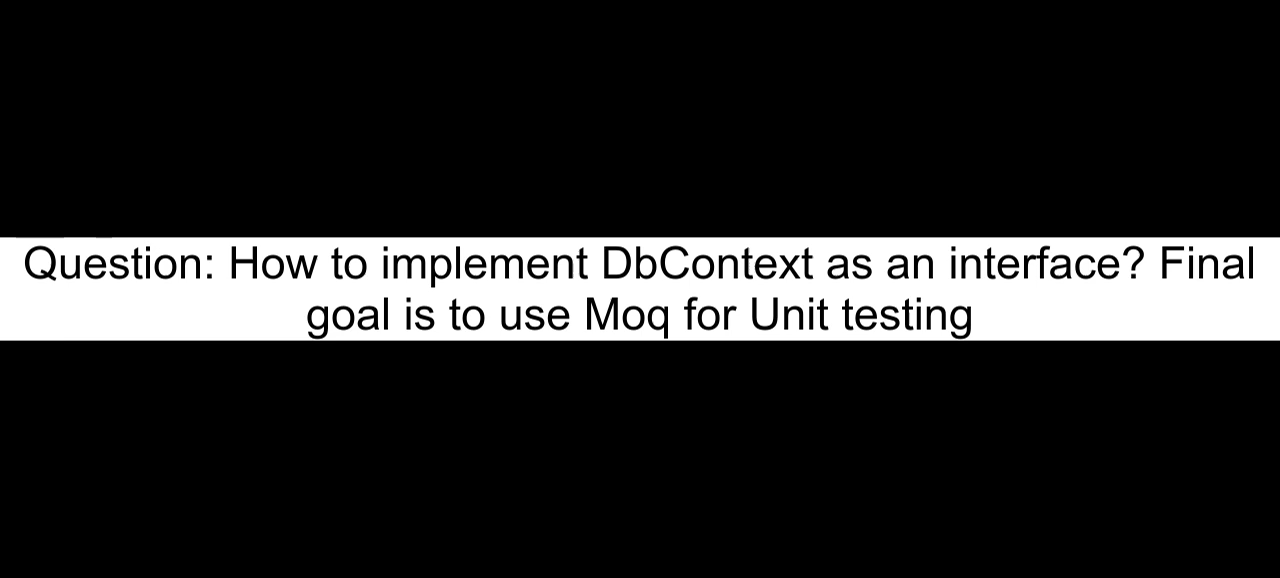 Question: How to implement DbContext as an interface? Final
goal is to use Moq for Unit testing